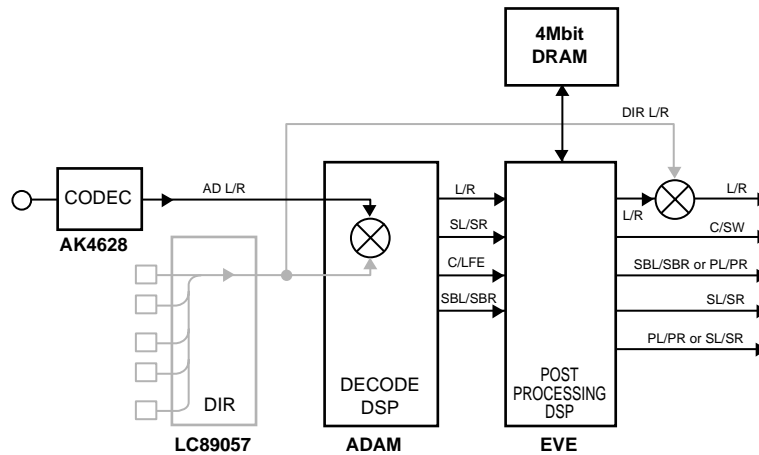 4Mbit
DRAM
DIR L/R
CODEC
AD L/R
L/R
L/R
L/R
AK4628
SL/SR
C/SW
C/LFE
SBL/SBR or PL/PR
SBL/SBR
SL/SR
PL/PR or SL/SR
DIR
DECODE
DSP
POST
PROCESSING
DSP
LC89057
ADAM
EVE